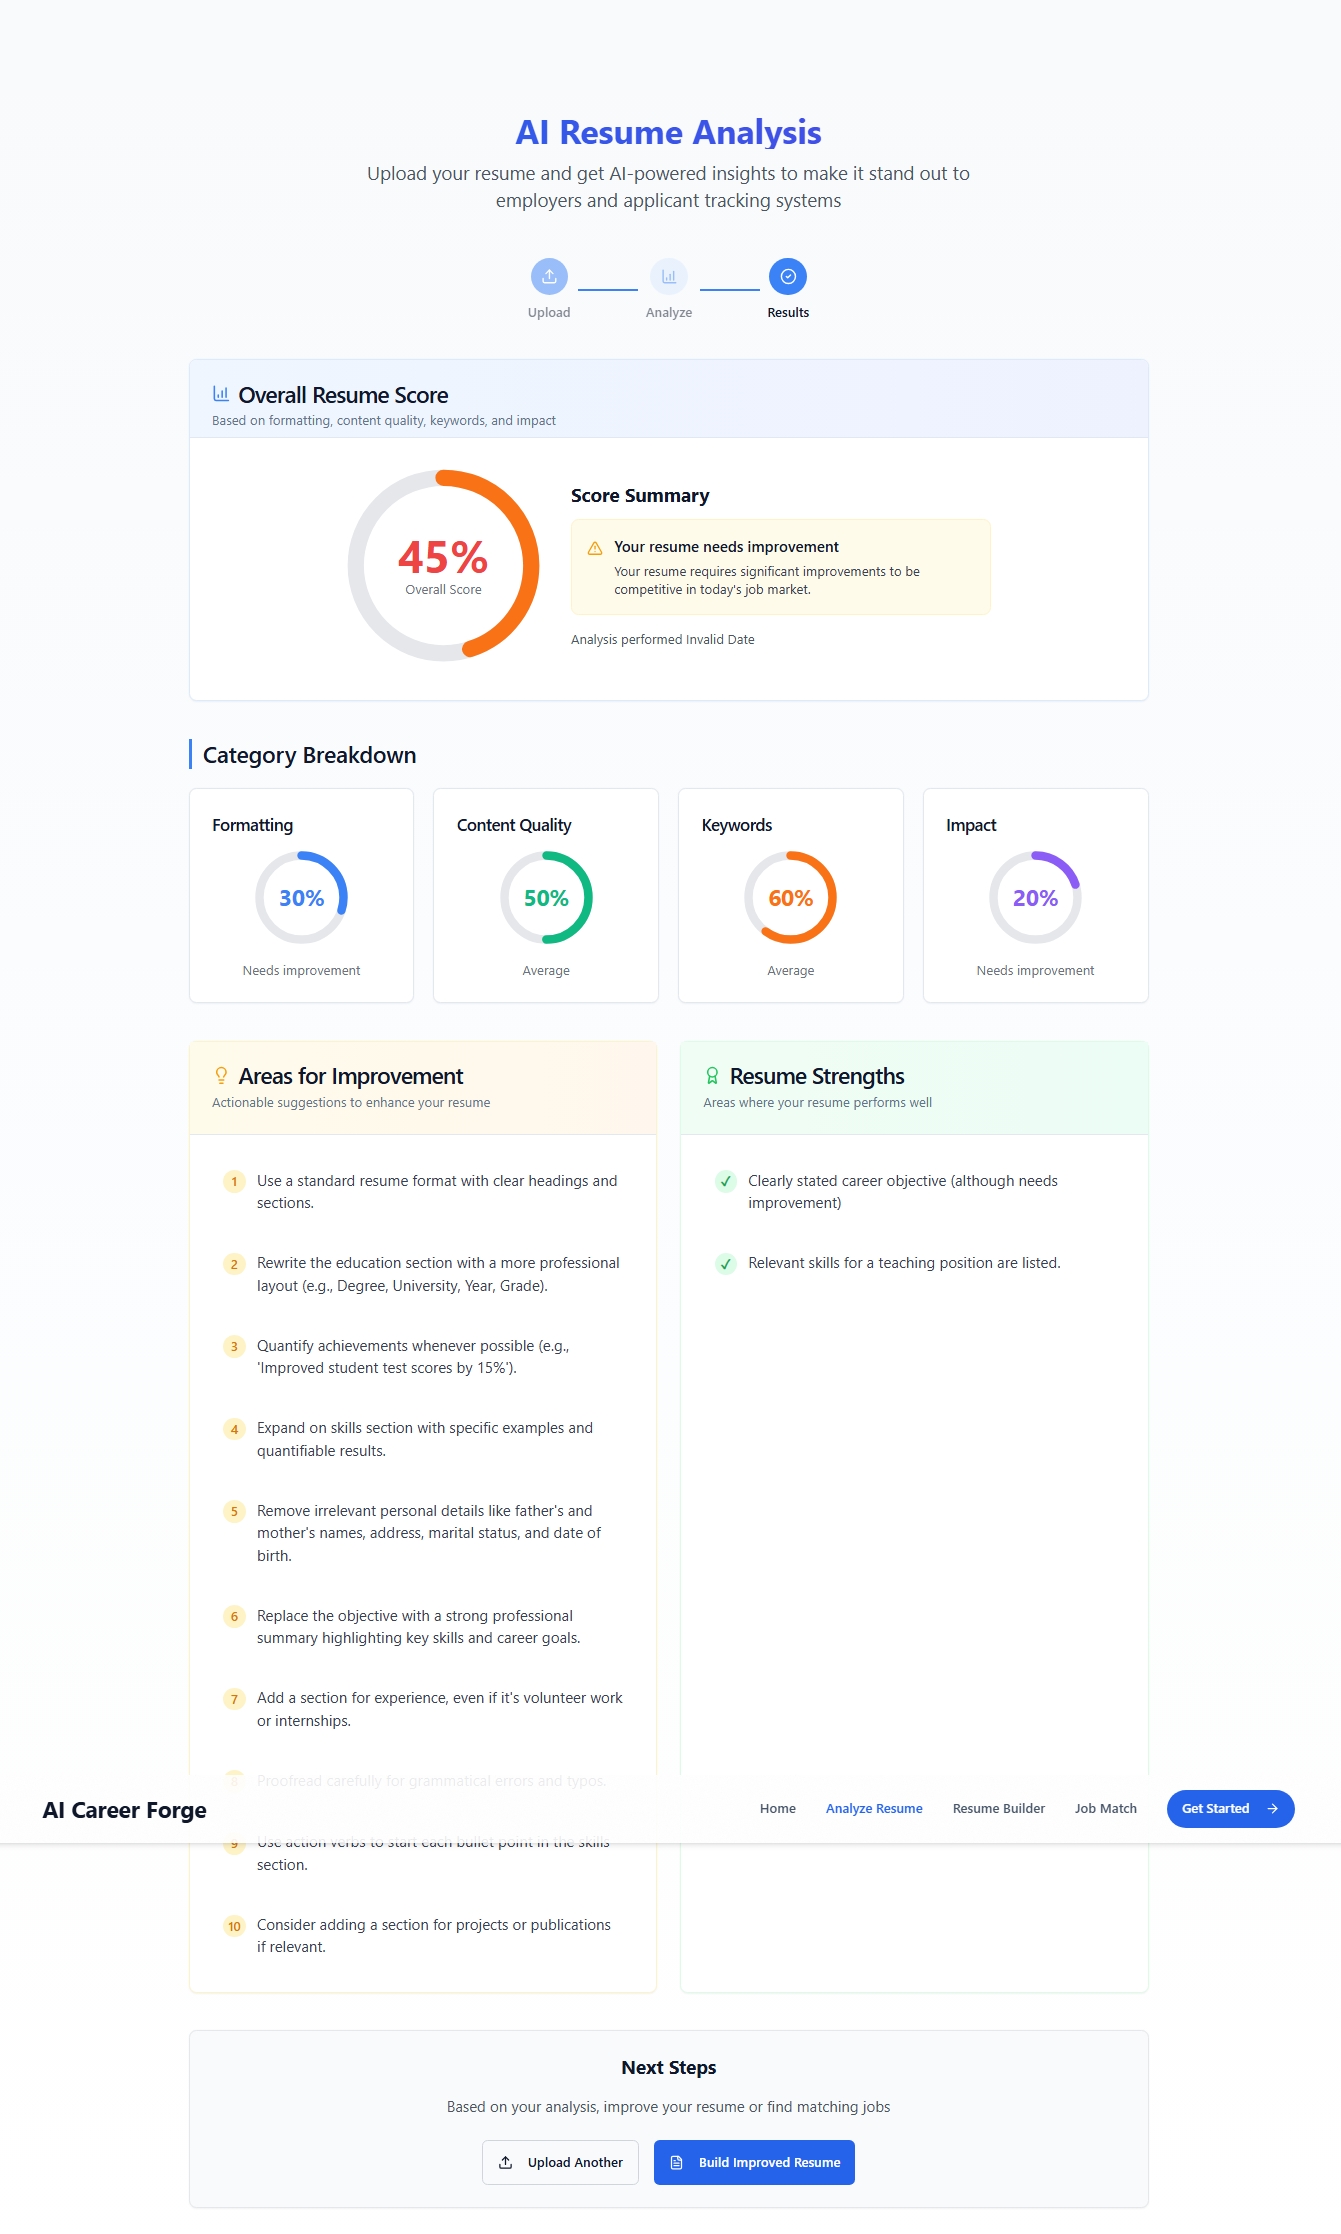 AI Resume Analysis
Upload your resume and get AI-powered insights to make it stand out to
employers and applicant tracking systems
Upload
Analyze
Results
Overall Resume Score
Based on formatting, content quality, keywords, and impact
45%
Overall Score
Score Summary
Your resume needs improvement
Your resume requires significant improvements to be
competitive in today's job market.
Analysis performed Invalid Date
Category Breakdown
Formatting
30%
Needs improvement
Content Quality
50%
Average
Keywords
60%
Average
Impact
20%
Needs improvement
Areas for Improvement
Actionable suggestions to enhance your resume
1 Use a standard resume format with clear headings and
sections.
2 Rewrite the education section with a more professional
layout (e.g., Degree, University, Year, Grade).
3 Quantify achievements whenever possible (e.g.,
'Improved student test scores by 15%').
4 Expand on skills section with specific examples and
quantifiable results.
5 Remove irrelevant personal details like father's and
mother's names, address, marital status, and date of
birth.
6 Replace the objective with a strong professional
summary highlighting key skills and career goals.
7 Add a section for experience, even if it's volunteer work
or internships.
8 Proofread carefully for grammatical errors and typos.
AI Career Forge
Home
Analyze Resume
Resume Builder
Job Match
Get Started
9 Use action verbs to start each bullet point in the skills
section.
10 Consider adding a section for projects or publications
if relevant.
Resume Strengths
Areas where your resume performs well
Clearly stated career objective (although needs
improvement)
Relevant skills for a teaching position are listed.
Next Steps
Based on your analysis, improve your resume or find matching jobs
Upload Another
Build Improved Resume